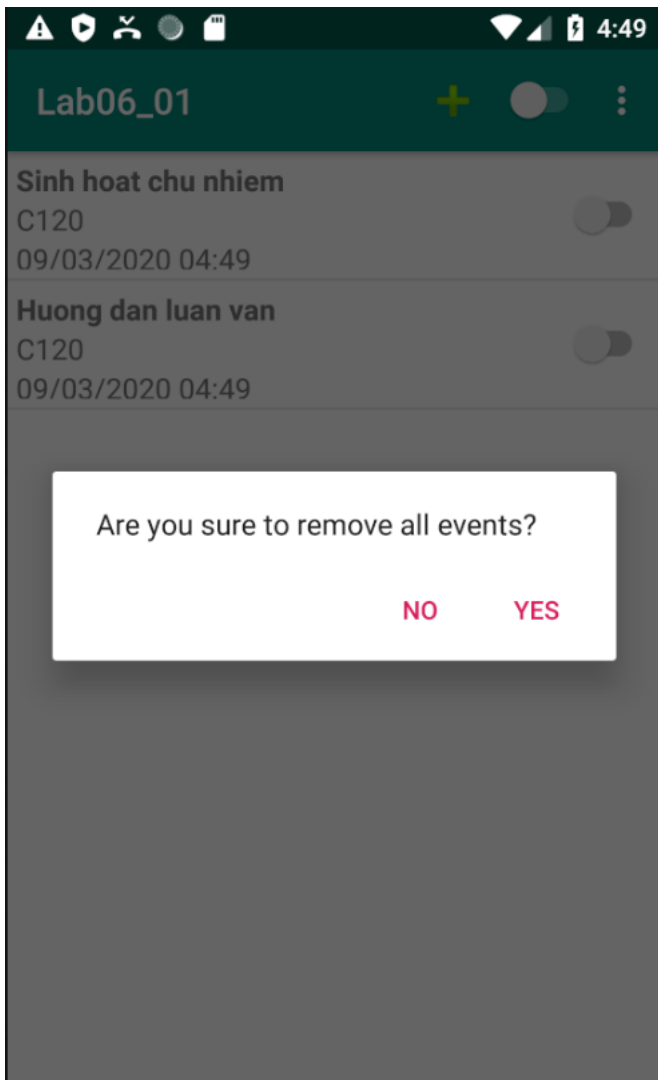 4:49
Lab06_01
Sinh hoat chu nhiem
C120
09/03/2020 04:49
Huong dan luan van
C120
09/03/2020 04:49
Are you sure to remove all events?
NO YES